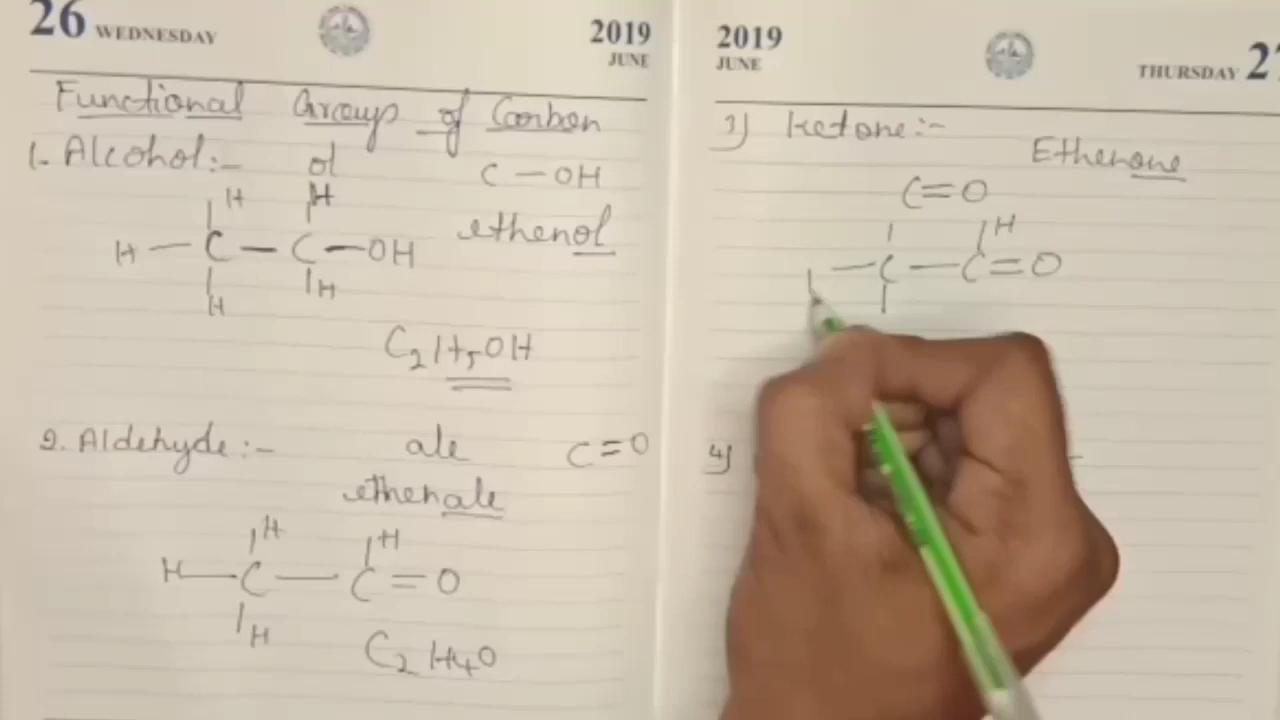 26 WEDNESDAY
2019
JUNE
Functional Groups of Carbon
1. Alcohol:- ol C-OH
H H
H-C-C-OH ethenol
H H
C2H5OH
2. Aldehyde:- ale C=O
ethenale
H H
H-C-C=O
H
C2H4O
2019
JUNE
THURSDAY 27
3) Ketone:-
Ethenone
C=O
H
-C-C=O
4)